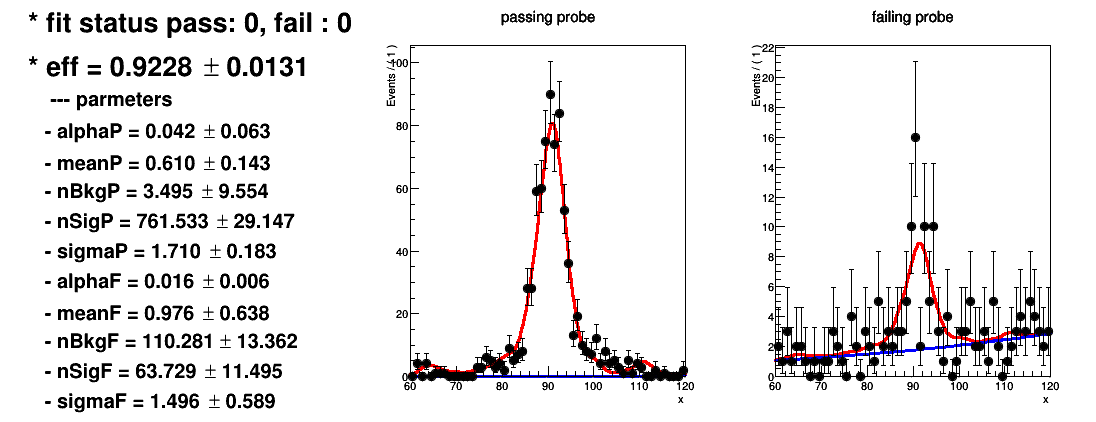 * fit status pass: 0, fail : 0
* eff = 0.9228 ± 0.0131
--- parmeters
- alphaP = 0.042 ± 0.063
- meanP = 0.610 ± 0.143
- nBkgP = 3.495 ± 9.554
- nSigP = 761.533 ± 29.147
- sigmaP = 1.710 ± 0.183
- alphaF = 0.016 ± 0.006
- meanF = 0.976 ± 0.638
- nBkgF = 110.281 ± 13.362
- nSigF = 63.729 ± 11.495
- sigmaF = 1.496 ± 0.589
passing probe
Events / ( 1 )
100
80
60
40
20
0
60 70 80 90 100 110 120
x
failing probe
Events / ( 1 )
22
20
18
16
14
12
10
8
6
4
2
0
60 70 80 90 100 110 120
x